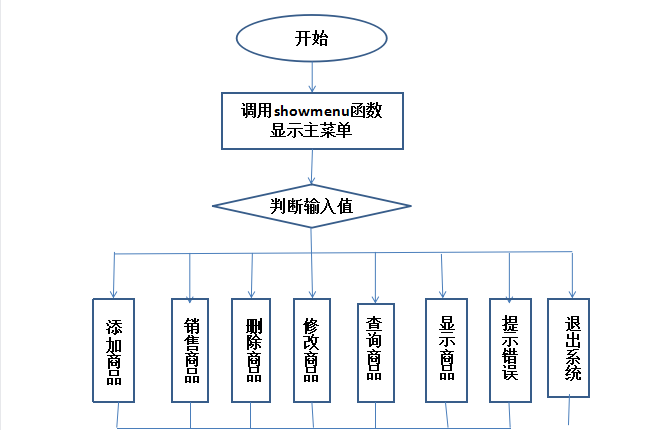 开始
调用showmenu函数
显示主菜单
判断输入值
添加商品
销售商品
删除商品
修改商品
查询商品
显示商品
提示错误
退出系统